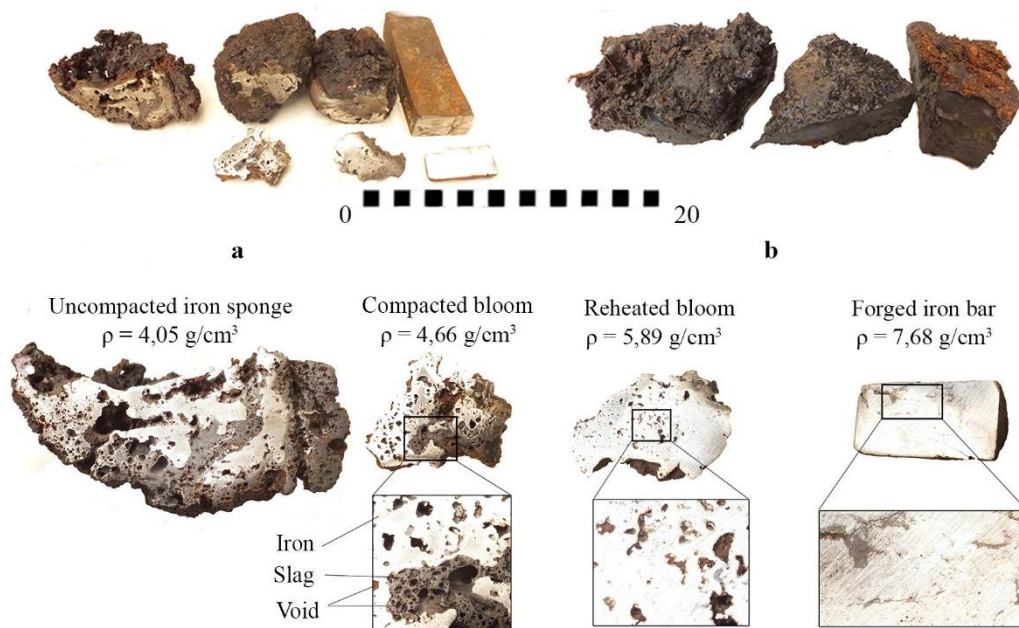 0
20
a
b
Uncompacted iron sponge
ρ = 4,05 g/cm³
Compacted bloom
ρ = 4,66 g/cm³
Reheated bloom
ρ = 5,89 g/cm³
Forged iron bar
ρ = 7,68 g/cm³
Iron
Slag
Void